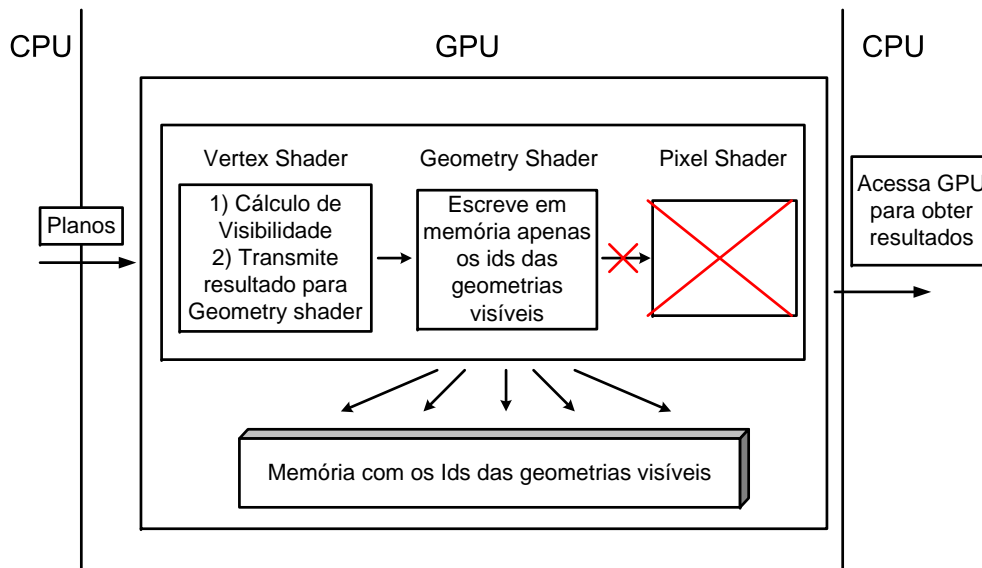 CPU
GPU
CPU
Vertex Shader
Geometry Shader
Pixel Shader
Planos
1) Cálculo de
Visibilidade
2) Transmite
resultado para
Geometry shader
Escreve em
memória apenas
os ids das
geometrias
visíveis
Acessa GPU
para obter
resultados
Memória com os Ids das geometrias visíveis